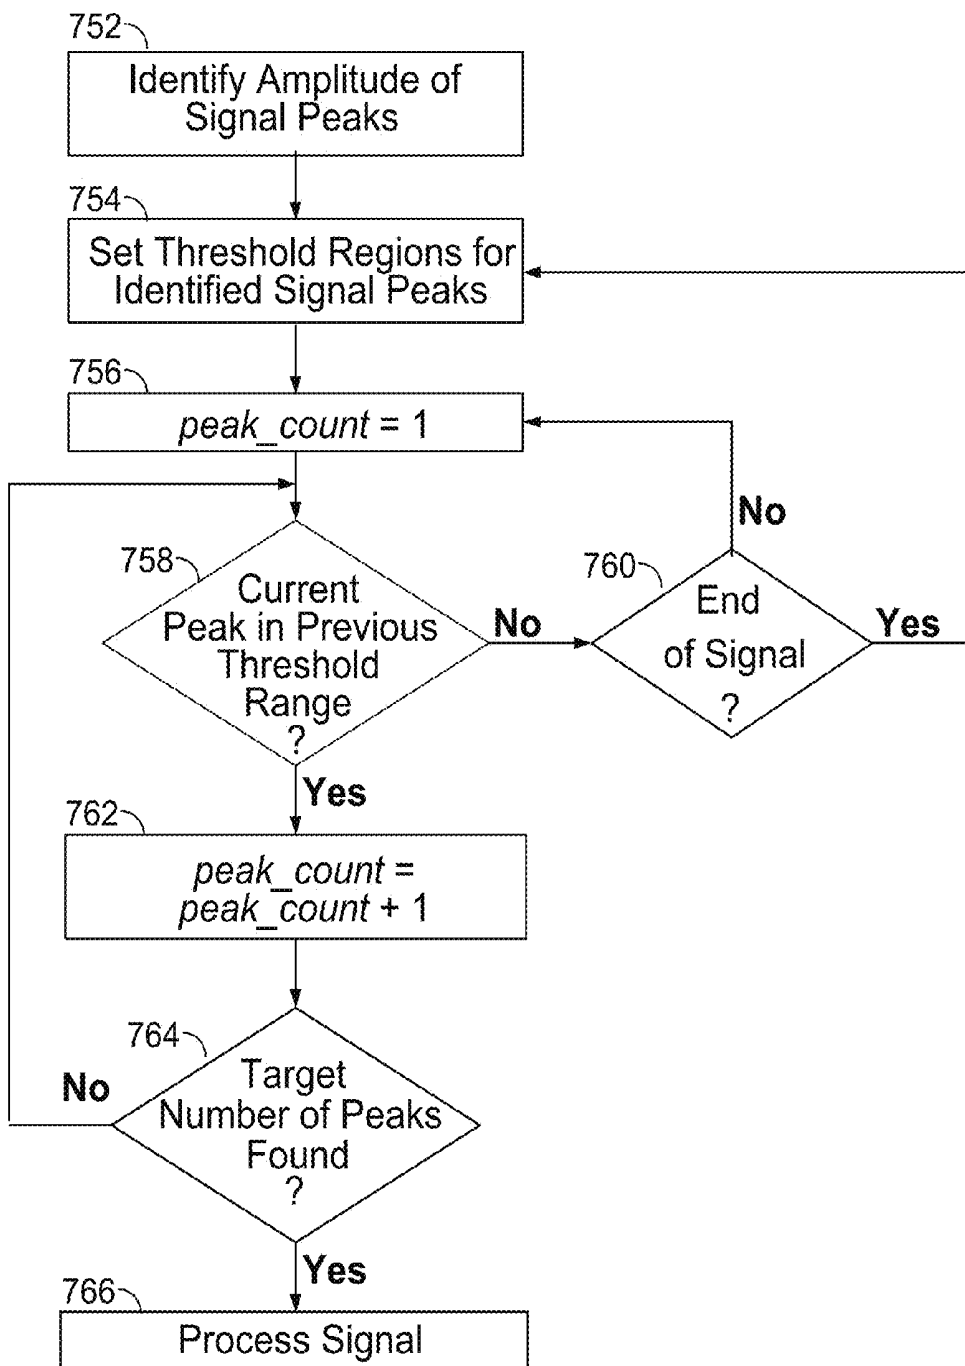 752
Identify Amplitude of
Signal Peaks
754
Set Threshold Regions for
Identified Signal Peaks
756
peak_count = 1
No
758
Current
Peak in Previous
Threshold
Range
?
No
760
End
of Signal
?
Yes
Yes
762
peak_count =
peak_count + 1
764
No
Target
Number of Peaks
Found
?
Yes
766
Process Signal